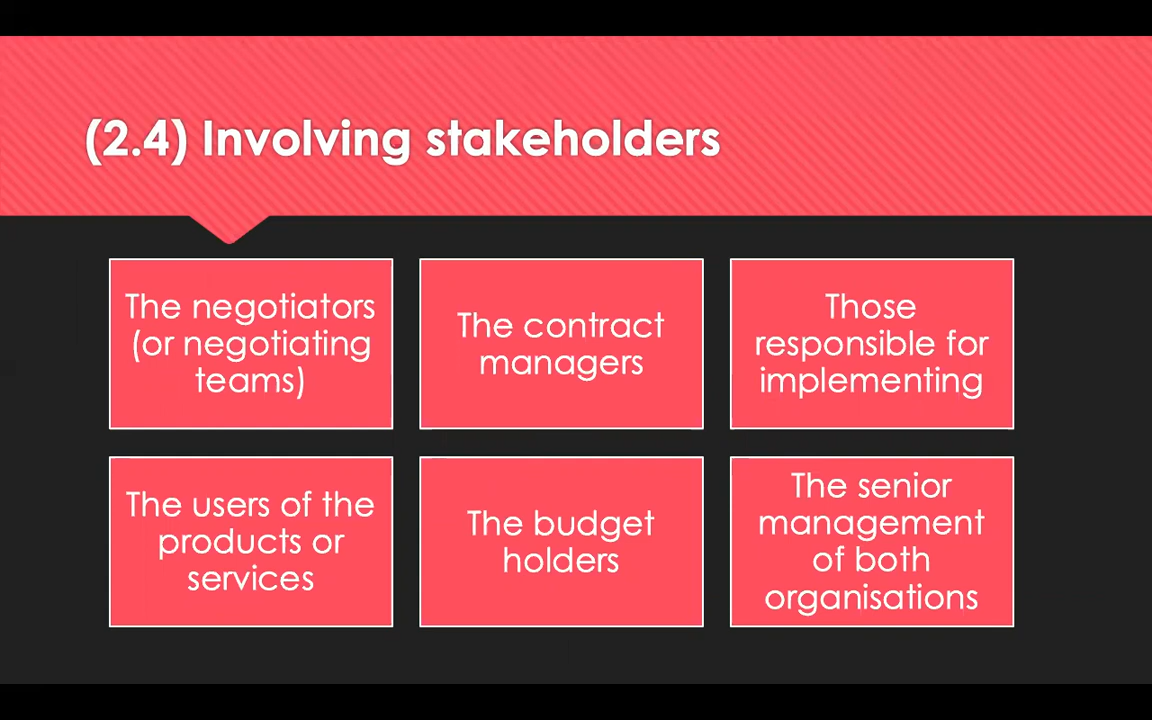 (2.4) Involving stakeholders
The negotiators
(or negotiating
teams)
The contract
managers
Those
responsible for
implementing
The users of the
products or
services
The budget
holders
The senior
management
of both
organisations